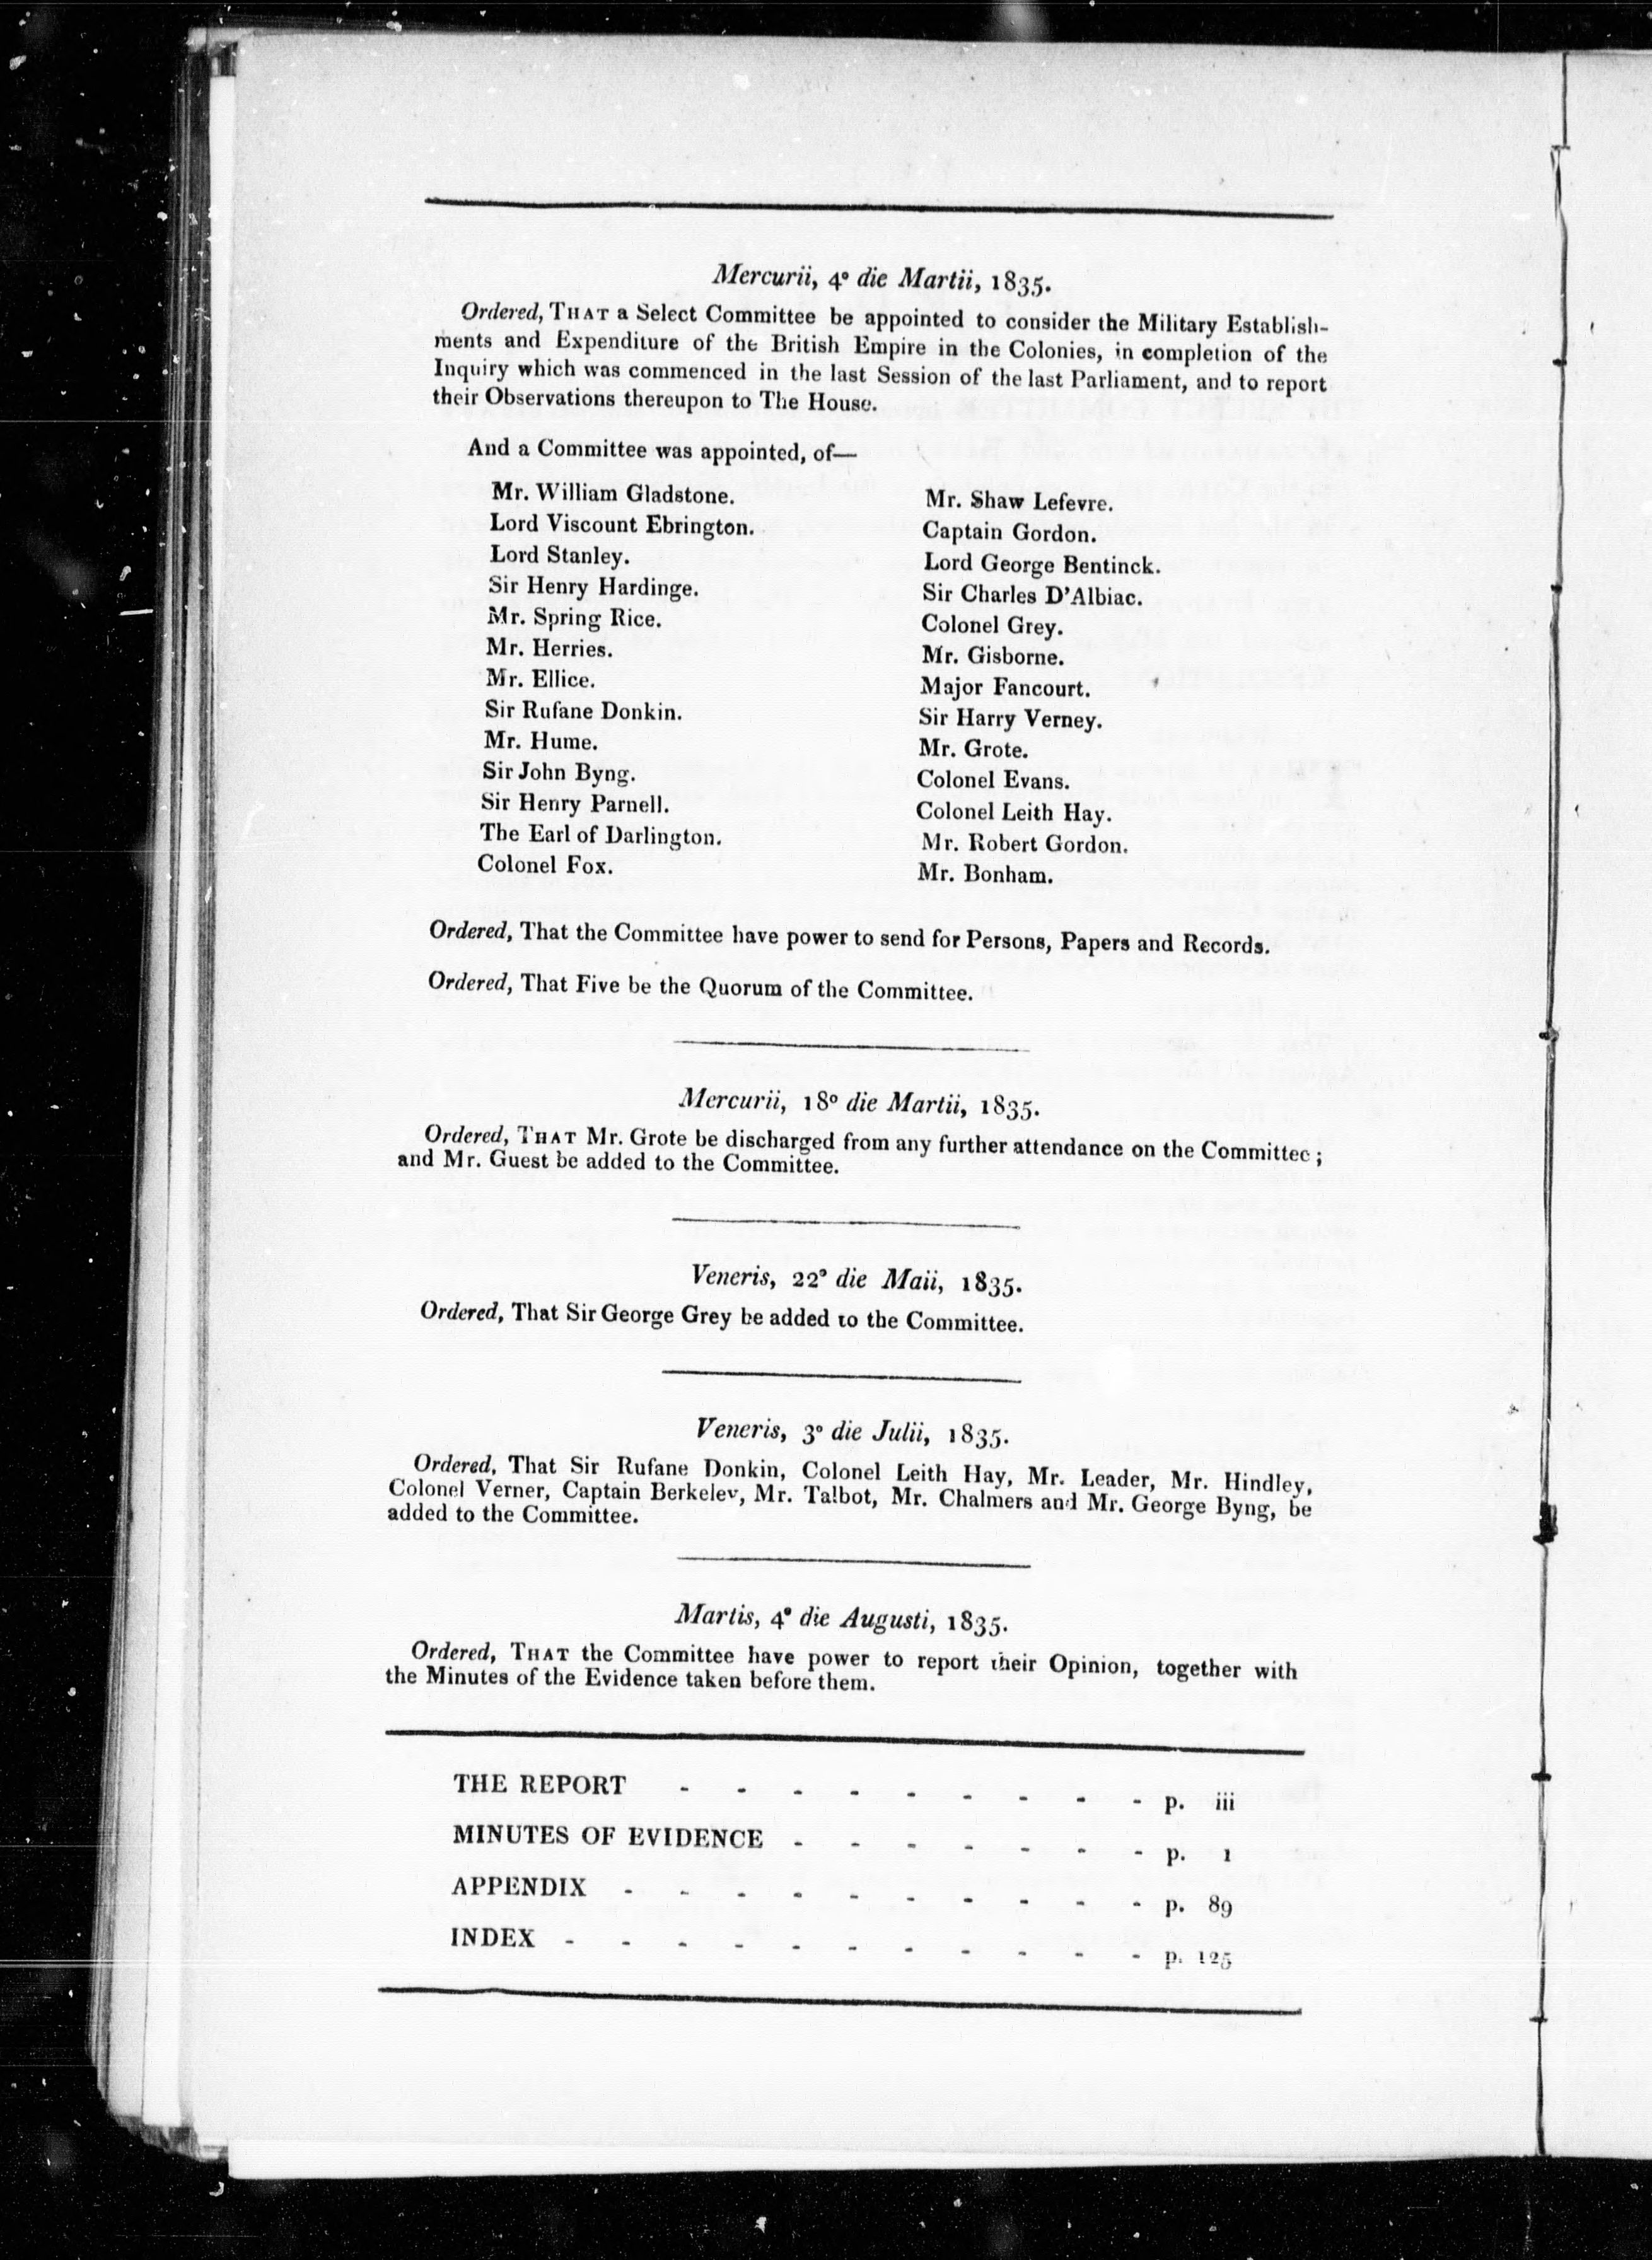 Mercurii, 4° die Martii, 1835.
Ordered, THAT a Select Committee be appointed to consider the Military Establish-
ments and Expenditure of the British Empire in the Colonies, in completion of the
Inquiry which was commenced in the last Session of the last Parliament, and to report
their Observations thereupon to The House.
And a Committee was appointed, of—
Mr. William Gladstone.
Lord Viscount Ebrington.
Lord Stanley.
Sir Henry Hardinge.
Mr. Spring Rice.
Mr. Herries.
Mr. Ellice.
Sir Rufane Donkin.
Mr. Hume.
Sir John Byng.
Sir Henry Parnell.
The Earl of Darlington.
Colonel Fox.
Mr. Shaw Lefevre.
Captain Gordon.
Lord George Bentinck.
Sir Charles D'Albiac.
Colonel Grey.
Mr. Gisborne.
Major Fancourt.
Sir Harry Verney.
Mr. Grote.
Colonel Evans.
Colonel Leith Hay.
Mr. Robert Gordon.
Mr. Bonham.
Ordered, That the Committee have power to send for Persons, Papers and Records.
Ordered, That Five be the Quorum of the Committee.
Mercurii, 18° die Martii, 1835.
Ordered, THAT Mr. Grote be discharged from any further attendance on the Committee;
and Mr. Guest be added to the Committee.
Veneris, 22° die Maii, 1835.
Ordered, That Sir George Grey be added to the Committee.
Veneris, 3° die Julii, 1835.
Ordered, That Sir Rufane Donkin, Colonel Leith Hay, Mr. Leader, Mr. Hindley,
Colonel Verner, Captain Berkeley, Mr. Talbot, Mr. Chalmers and Mr. George Byng, be
added to the Committee.
Martis, 4° die Augusti, 1835.
Ordered, THAT the Committee have power to report their Opinion, together with
the Minutes of the Evidence taken before them.
THE REPORT - - - - - - - - - p. iii
MINUTES OF EVIDENCE - - - - - - - p. 1
APPENDIX - - - - - - - - - - p. 89
INDEX - - - - - - - - - - - p. 125